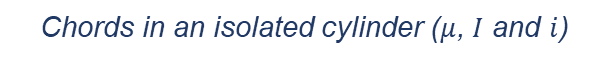 Chords in an isolated cylinder (μ, I and i)